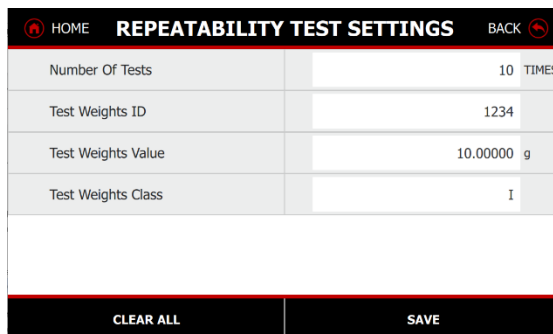 HOME REPEATABILITY TEST SETTINGS BACK
Number Of Tests 10 TIMES
Test Weights ID 1234
Test Weights Value 10.00000 g
Test Weights Class I
CLEAR ALL SAVE